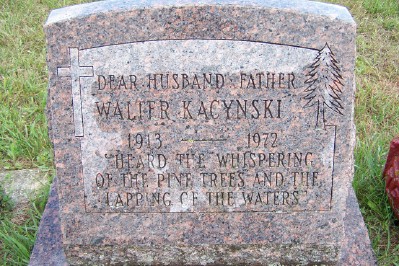 DEAR HUSBAND - FATHER
WALTER KACYNSKI
1913 — 1972
"HEARD THE WHISPERING
OF THE PINE TREES AND THE
LAPPING OF THE WATERS"